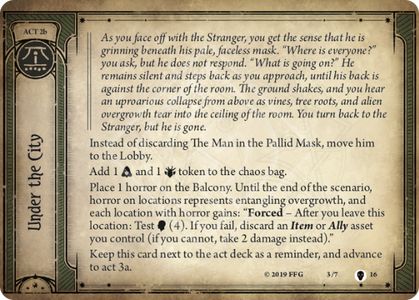 ACT 2b
Under the City
As you face off with the Stranger, you get the sense that he is
grinning beneath his pale, faceless mask. “Where is everyone?”
you ask, but he does not respond. “What is going on?” He
remains silent and steps back as you approach, until his back is
against the corner of the room. The ground shakes, and you hear
an uproarious collapse from above as vines, tree roots, and alien
overgrowth tear into the ceiling of the room. You turn back to the
Stranger, but he is gone.
Instead of discarding The Man in the Pallid Mask, move him
to the Lobby.
Add 1 and 1 token to the chaos bag.
Place 1 horror on the Balcony. Until the end of the scenario,
horror on locations represents entangling overgrowth, and
each location with horror gains: “Forced – After you leave this
location: Test (4). If you fail, discard an Item or Ally asset
you control (if you cannot, take 2 damage instead).”
Keep this card next to the act deck as a reminder, and advance
to act 3a.
© 2019 FFG 3/7 16